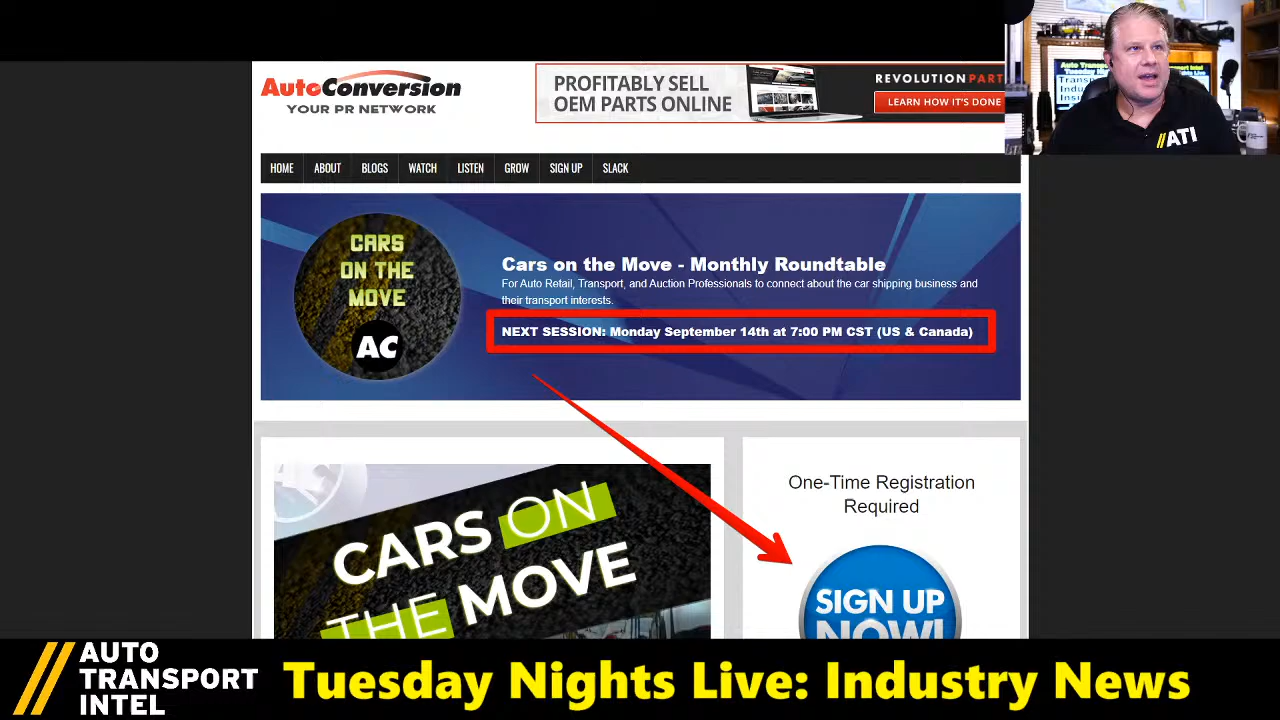 AutoConversion
YOUR PR NETWORK
PROFITABLY SELL
OEM PARTS ONLINE
REVOLUTIONPART
LEARN HOW IT'S DONE
HOME ABOUT BLOGS WATCH LISTEN GROW SIGN UP SLACK
CARS
ON THE
MOVE
AC
Cars on the Move - Monthly Roundtable
For Auto Retail, Transport, and Auction Professionals to connect about the car shipping business and
their transport interests.
NEXT SESSION: Monday September 14th at 7:00 PM CST (US & Canada)
One-Time Registration
Required
SIGN UP
NOW!
CARS ON
THE MOVE
//ATI
AUTO
TRANSPORT
INTEL
Tuesday Nights Live: Industry News